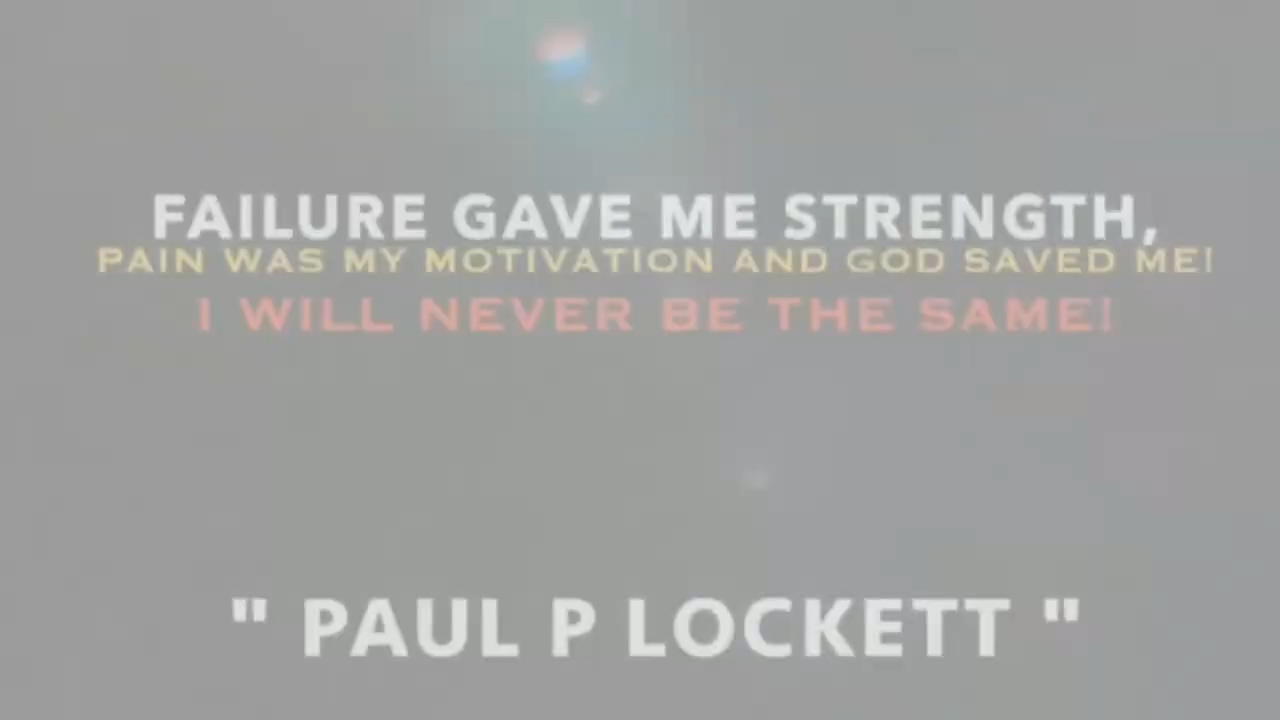 FAILURE GAVE ME STRENGTH,
PAIN WAS MY MOTIVATION AND GOD SAVED ME!
I WILL NEVER BE THE SAME!
" PAUL P LOCKETT "